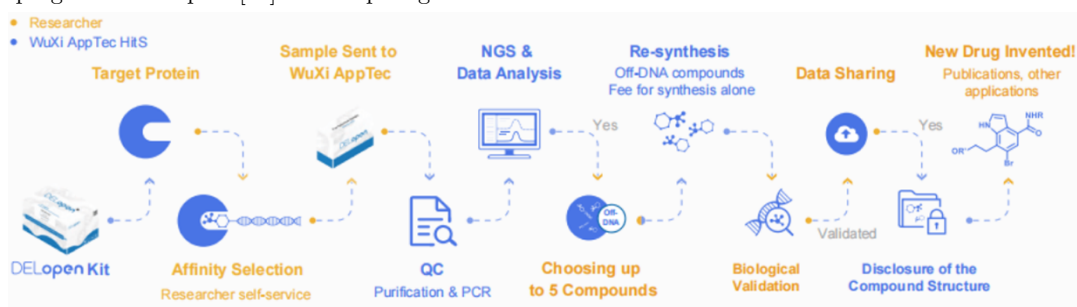 Researcher
WuXi AppTec HitS
Target Protein
Sample Sent to
WuXi AppTec
NGS &
Data Analysis
Re-synthesis
Off-DNA compounds
Fee for synthesis alone
Data Sharing
New Drug Invented!
Publications, other
applications
Yes
Yes
HN
NHR
O
OR'
Br
DELopen
Off-
DNA
Validated
DELopen Kit
Affinity Selection
Researcher self-service
QC
Purification & PCR
Choosing up
to 5 Compounds
Biological
Validation
Disclosure of the
Compound Structure